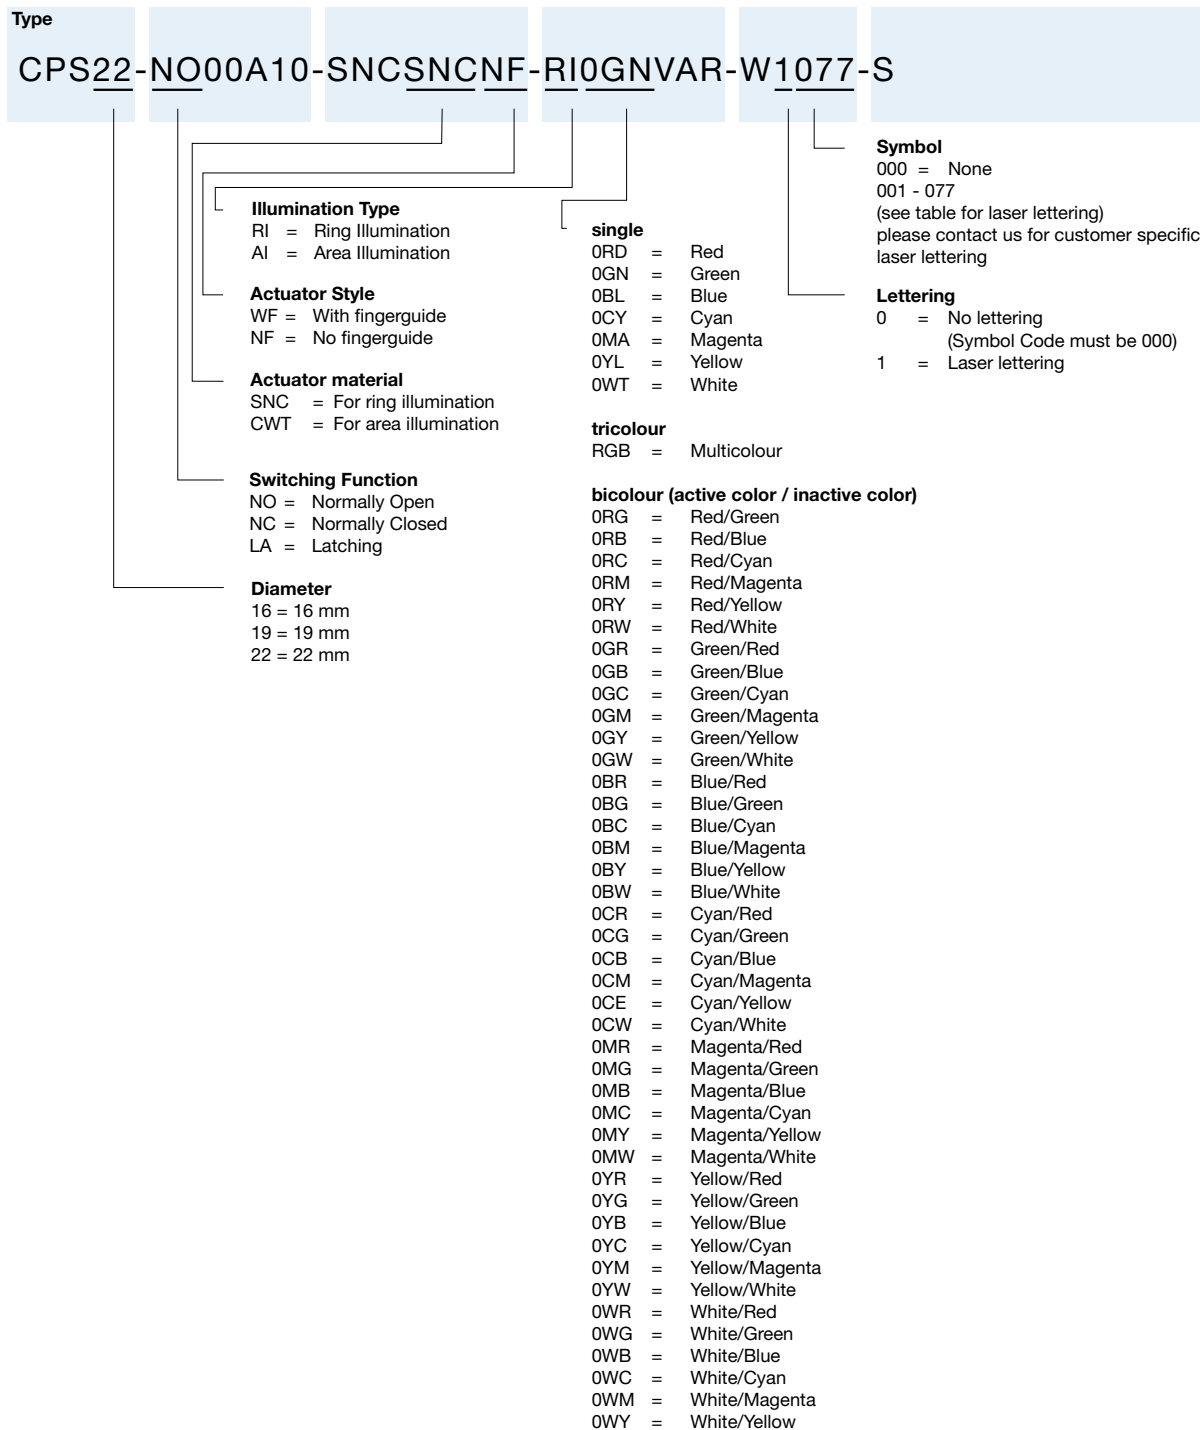 Type
CPS22-NO00A10-SNCSNCNF-RI0GNVAR-W1077-S
Symbol
000 = None
001 - 077
(see table for laser lettering)
please contact us for customer specific
laser lettering
Lettering
0 = No lettering
(Symbol Code must be 000)
1 = Laser lettering
Illumination Type
RI = Ring Illumination
AI = Area Illumination
Actuator Style
WF = With fingerguide
NF = No fingerguide
Actuator material
SNC = For ring illumination
CWT = For area illumination
Switching Function
NO = Normally Open
NC = Normally Closed
LA = Latching
Diameter
16 = 16 mm
19 = 19 mm
22 = 22 mm
single
0RD = Red
0GN = Green
0BL = Blue
0CY = Cyan
0MA = Magenta
0YL = Yellow
0WT = White
tricolour
RGB = Multicolour
bicolour (active color / inactive color)
0RG = Red/Green
0RB = Red/Blue
0RC = Red/Cyan
0RM = Red/Magenta
0RY = Red/Yellow
0RW = Red/White
0GR = Green/Red
0GB = Green/Blue
0GC = Green/Cyan
0GM = Green/Magenta
0GY = Green/Yellow
0GW = Green/White
0BR = Blue/Red
0BG = Blue/Green
0BC = Blue/Cyan
0BM = Blue/Magenta
0BY = Blue/Yellow
0BW = Blue/White
0CR = Cyan/Red
0CG = Cyan/Green
0CB = Cyan/Blue
0CM = Cyan/Magenta
0CE = Cyan/Yellow
0CW = Cyan/White
0MR = Magenta/Red
0MG = Magenta/Green
0MB = Magenta/Blue
0MC = Magenta/Cyan
0MY = Magenta/Yellow
0MW = Magenta/White
0YR = Yellow/Red
0YG = Yellow/Green
0YB = Yellow/Blue
0YC = Yellow/Cyan
0YM = Yellow/Magenta
0YW = Yellow/White
0WR = White/Red
0WG = White/Green
0WB = White/Blue
0WC = White/Cyan
0WM = White/Magenta
0WY = White/Yellow